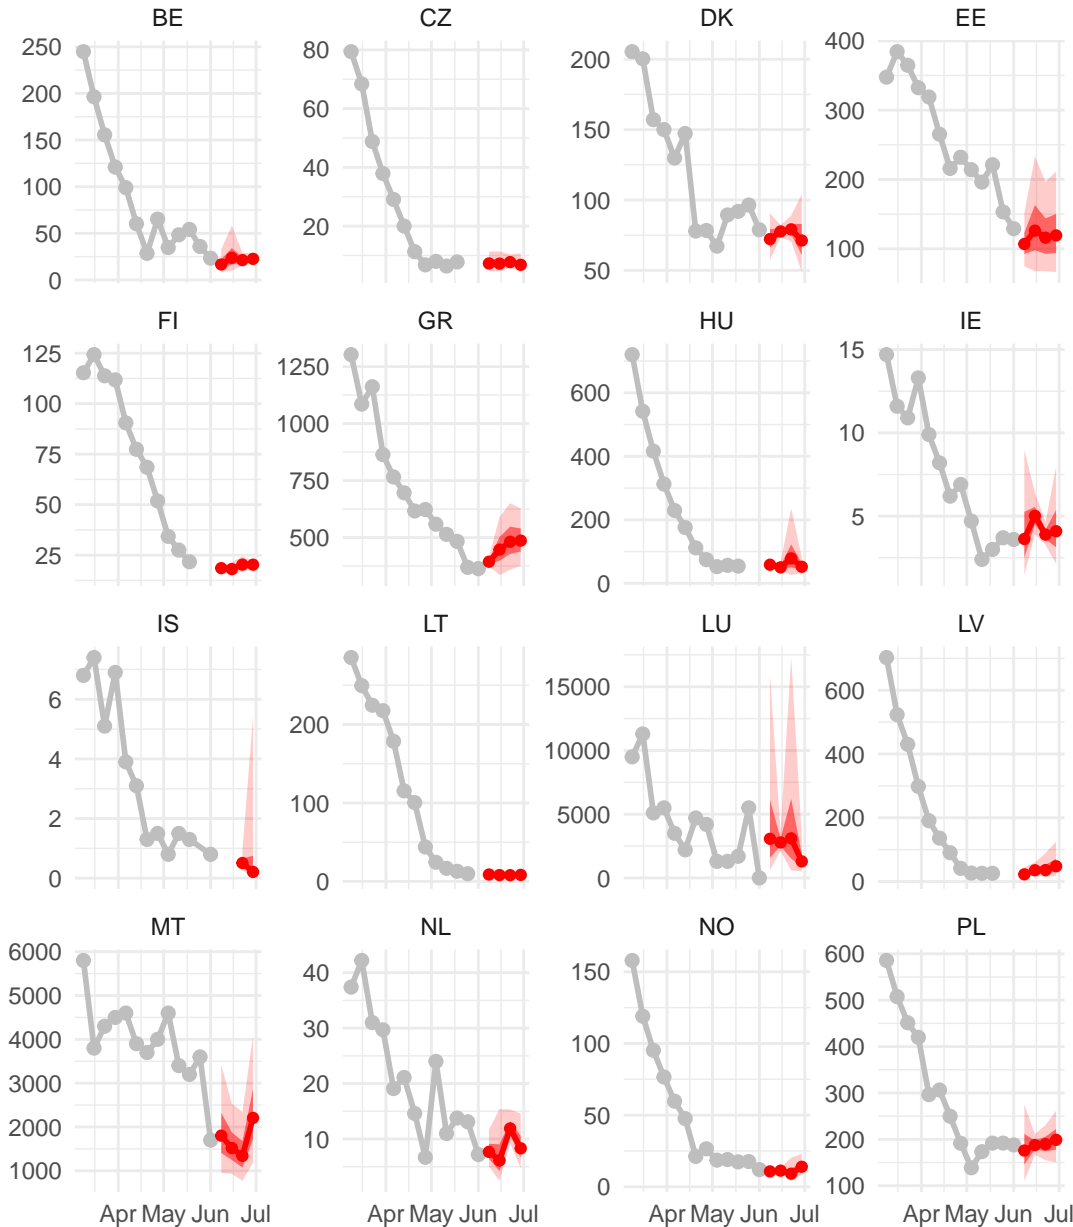 BE CZ DK EE
250 80 200 400
200 60 150 300
150 40 100 200
100 20 50 100
50
0
FI GR HU IE
125 1250 600 15
100 1000 400 10
75 750 200 5
50 500 0
25
IS LT LU LV
6 200 15000 600
4 100 10000 400
2 0 5000 200
0 0 0
MT NL NO PL
6000 40 150 600
5000 30 100 500
4000 20 50 400
3000 10 0 300
2000 200
1000 100
Apr May Jun Jul Apr May Jun Jul Apr May Jun Jul Apr May Jun Jul